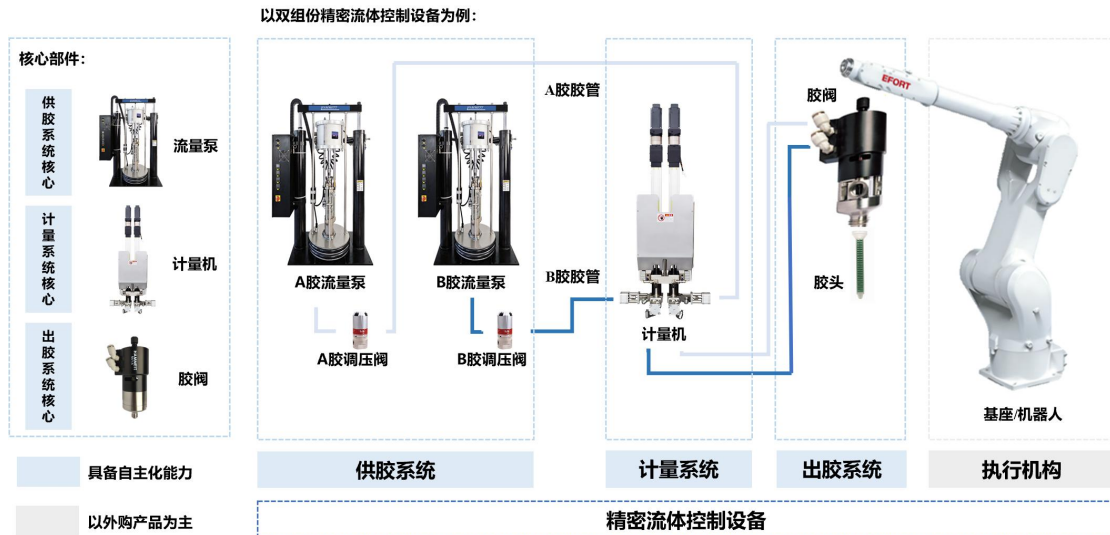 以双组份精密流体控制设备为例：
核心部件：
供胶系统核心
流量泵
计量系统核心
计量机
出胶系统核心
胶阀
具备自主化能力
以外购产品为主
A胶胶管
B胶胶管
A胶流量泵
B胶流量泵
A胶调压阀
B胶调压阀
计量机
胶阀
胶头
EFORT
基座/机器人
供胶系统
计量系统
出胶系统
执行机构
精密流体控制设备